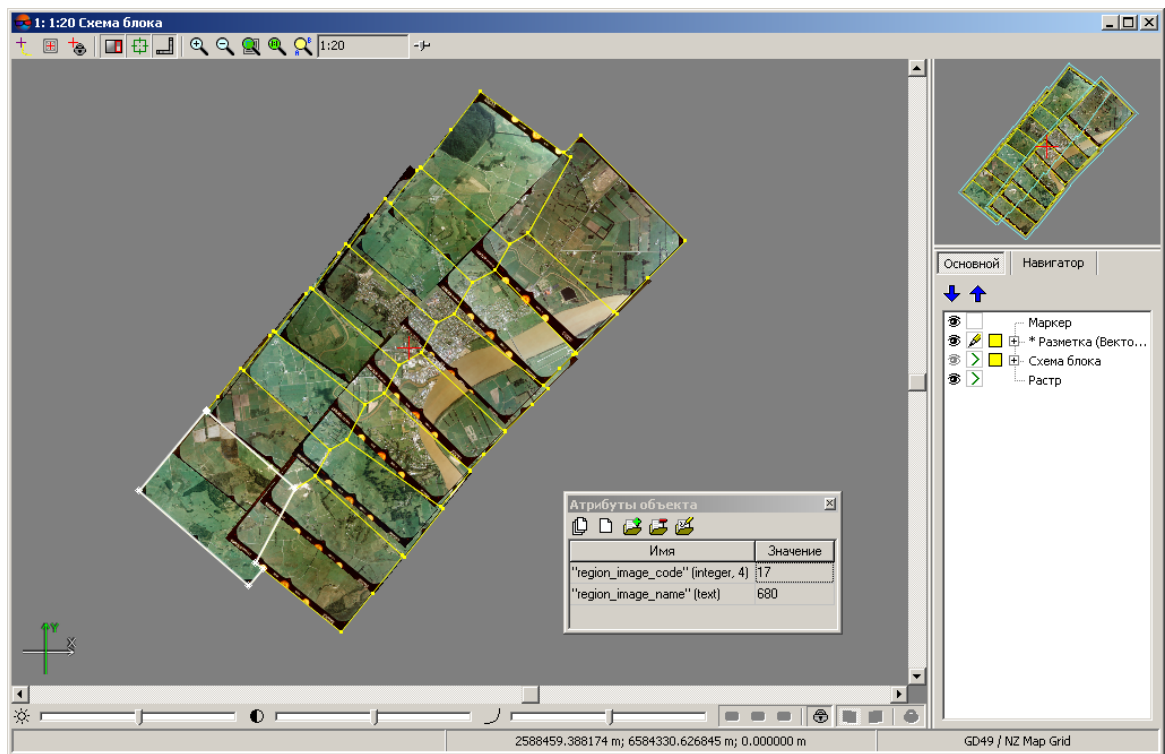 1: 1:20 Схема блока
1:20
Основной
Навигатор
Маркер
* Разметка (Векто...
Схема блока
Растр
Атрибуты объекта
Имя
Значение
"region_image_code" (integer, 4)
17
"region_image_name" (text)
680
Y
X
2588459.388174 m; 6584330.626845 m; 0.000000 m
GD49 / NZ Map Grid